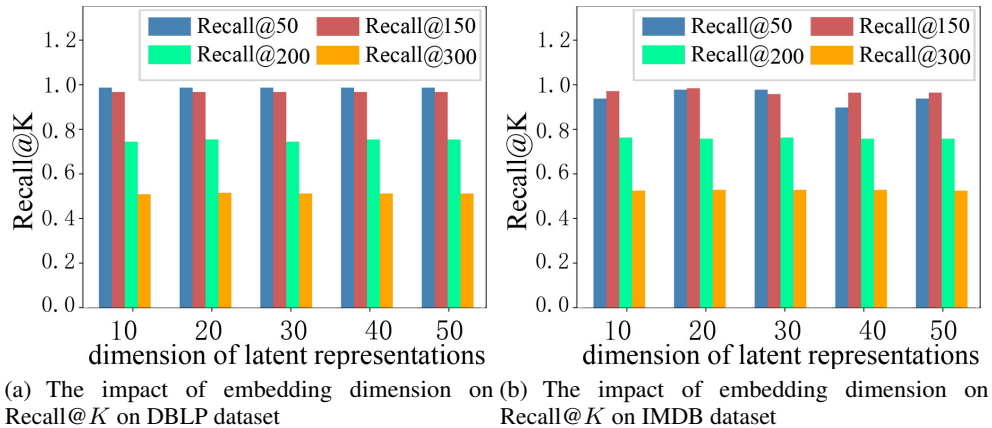 1.2
1.0
0.8
0.6
0.4
0.2
0.0
Recall@K
Recall@50 Recall@150
Recall@200 Recall@300
10 20 30 40 50
dimension of latent representations
(a) The impact of embedding dimension on
Recall@K on DBLP dataset
1.2
1.0
0.8
0.6
0.4
0.2
0.0
Recall@K
Recall@50 Recall@150
Recall@200 Recall@300
10 20 30 40 50
dimension of latent representations
(b) The impact of embedding dimension on
Recall@K on IMDB dataset